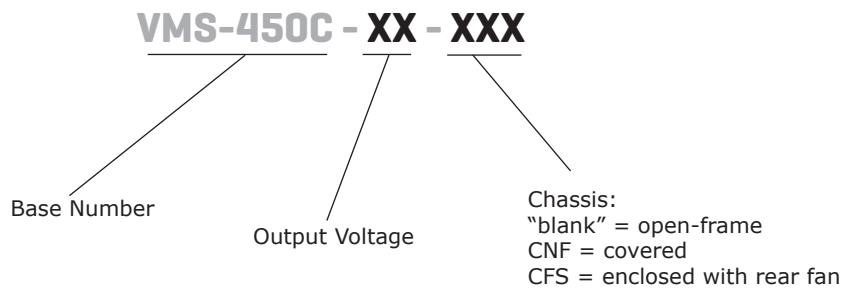 VMS-450C - XX - XXX
Base Number
Output Voltage
Chassis:
“blank” = open-frame
CNF = covered
CFS = enclosed with rear fan